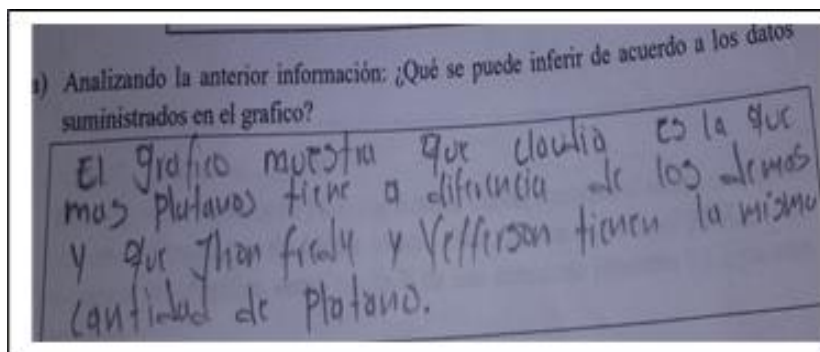 a) Analizando la anterior información: ¿Qué se puede inferir de acuerdo a los datos
suministrados en el grafico?
El grafico muestra que claudia es la que
mas platanos tiene a diferencia de los demas
y que Jhon fredy y Yefferson tienen la misma
cantidad de platano.